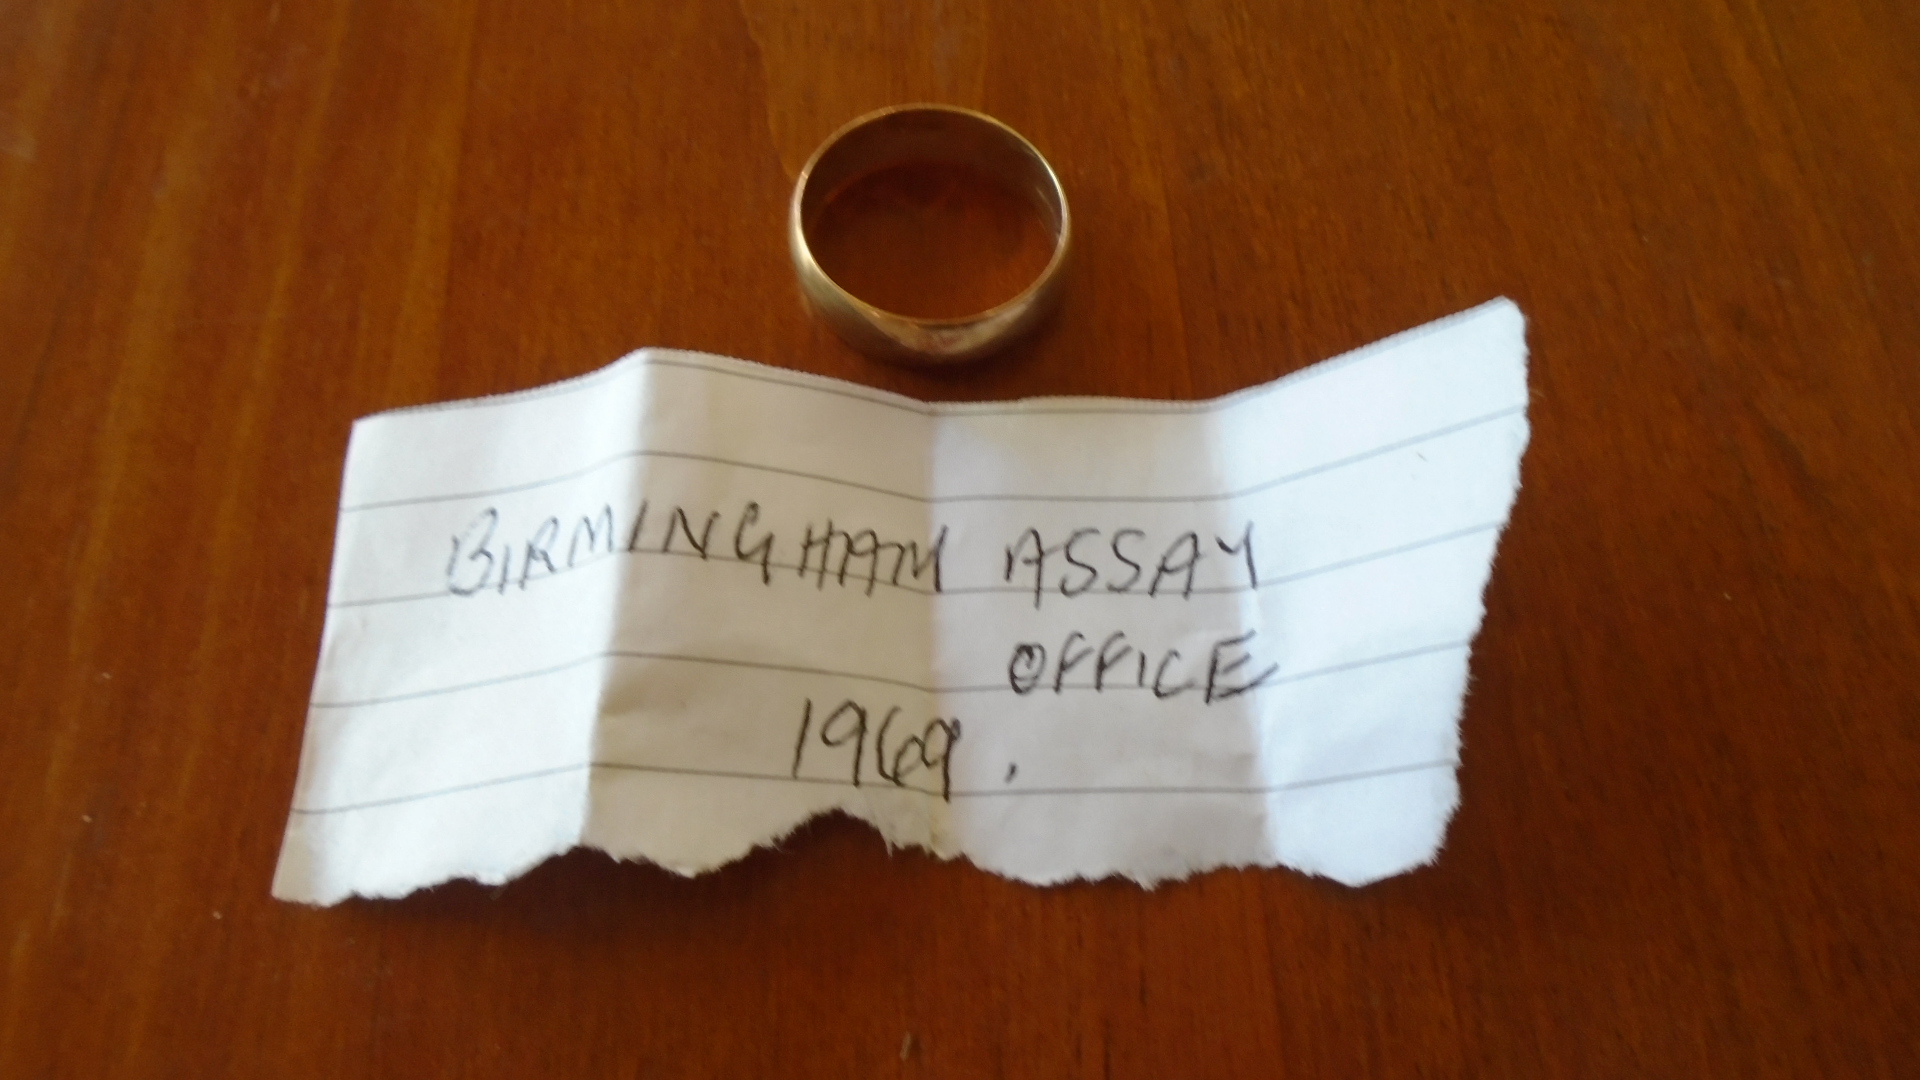 BIRMINGHAM ASSAY
OFFICE
1969.